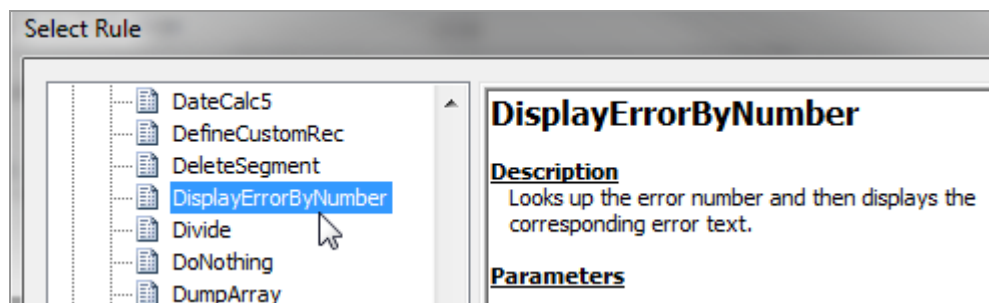 Select Rule
DateCalc5
DefineCustomRec
DeleteSegment
DisplayErrorByNumber
Divide
DoNothing
DumpArray
DisplayErrorByNumber
Description
Looks up the error number and then displays the
corresponding error text.
Parameters